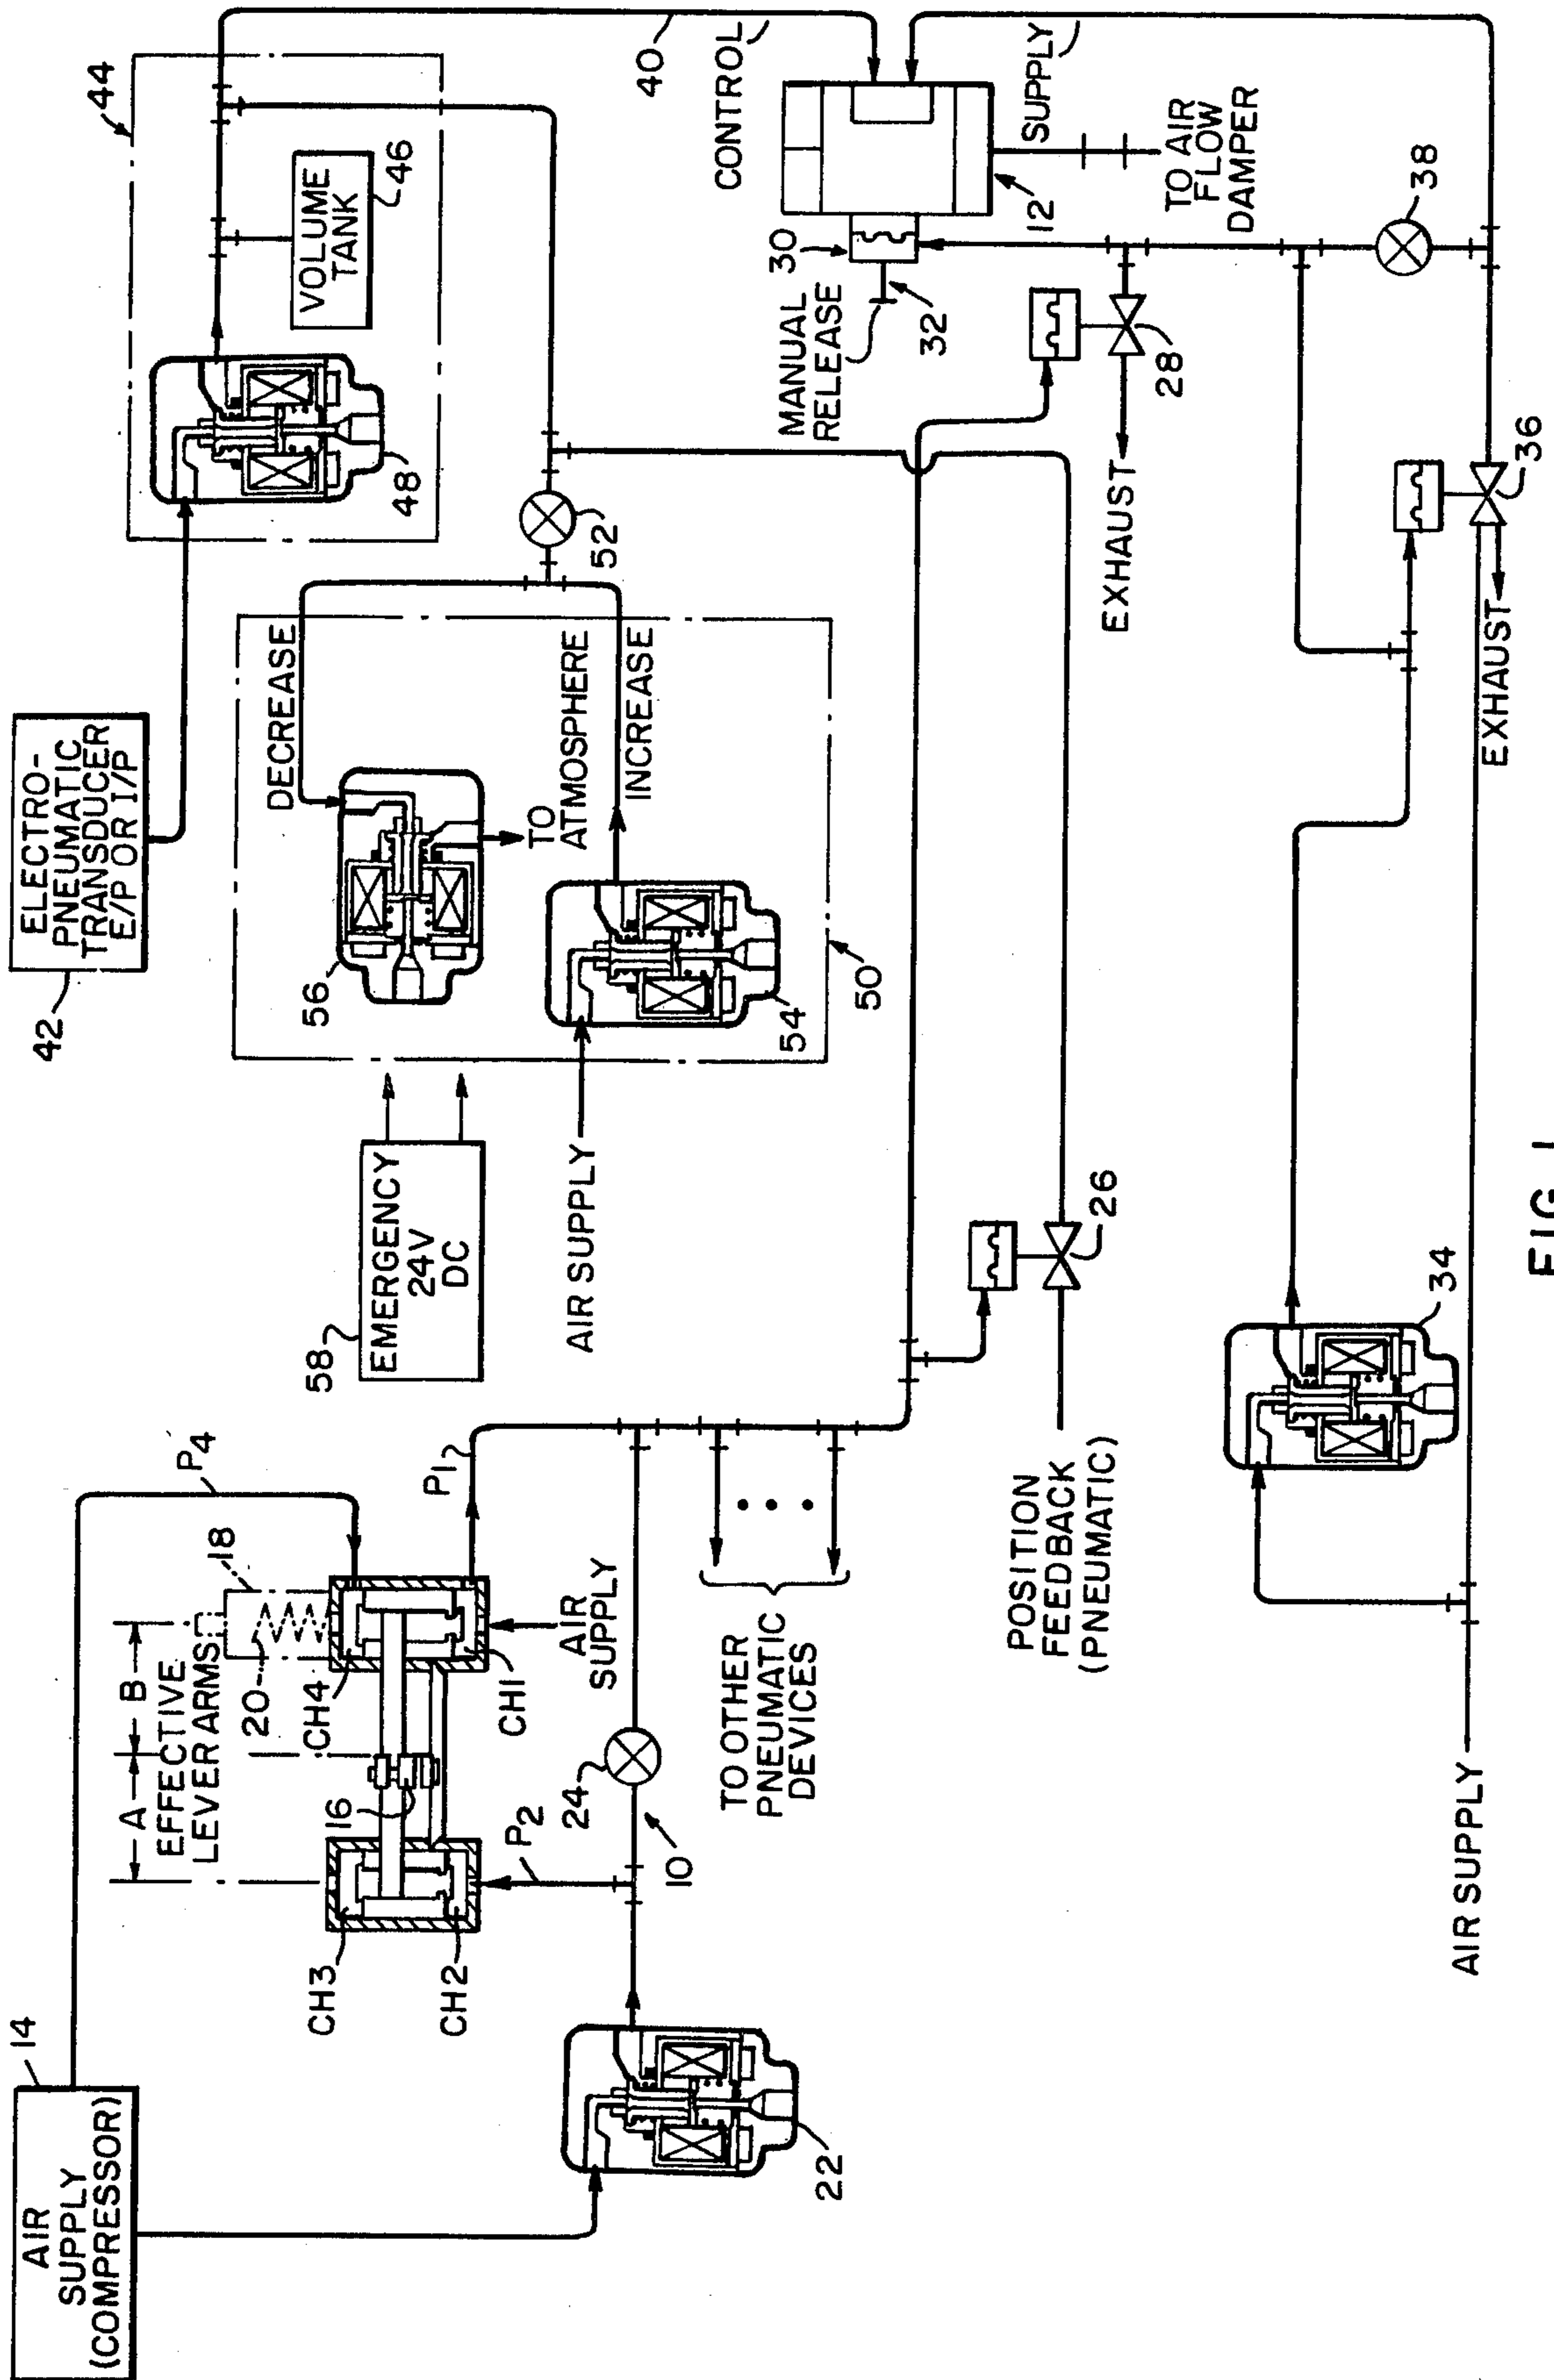 AIR
SUPPLY
(COMPRESSOR)
14
ELECTRO-
PNEUMATIC
TRANSDUCER
E/P OR I/P
42
44
VOLUME
TANK
46
48
40
CONTROL
SUPPLY
P4
18
20
A
B
EFFECTIVE
LEVER ARMS
CH3
CH4
CH2
CH1
16
P2
P1
AIR
SUPPLY
24
10
22
58
EMERGENCY
24V
DC
DECREASE
56
TO
ATMOSPHERE
INCREASE
AIR SUPPLY
54
50
52
MANUAL
RELEASE
30
32
12
TO AIR
FLOW
DAMPER
28
EXHAUST
38
TO OTHER
PNEUMATIC
DEVICES
POSITION
FEEDBACK
(PNEUMATIC)
26
34
36
EXHAUST
AIR SUPPLY
FIG. 1